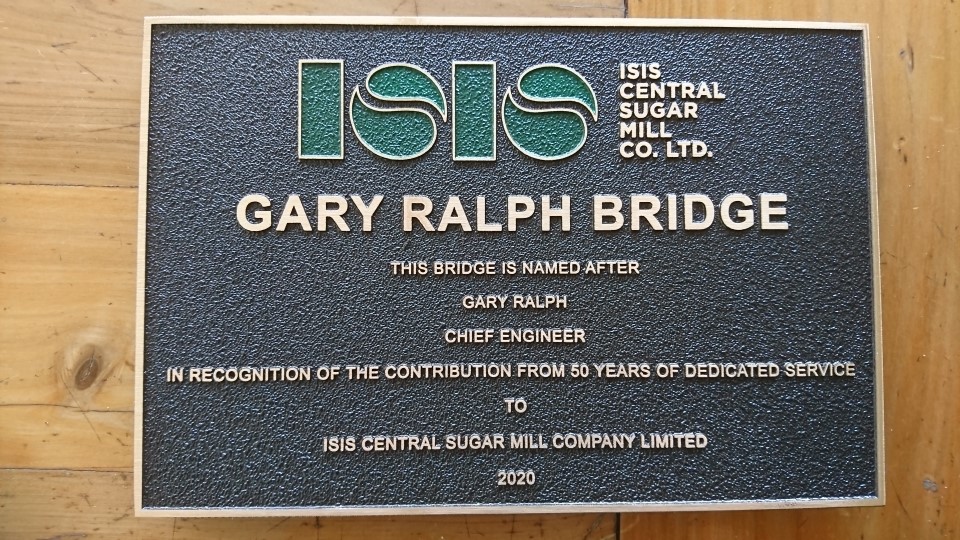 ISIS
ISIS
CENTRAL
SUGAR
MILL
CO. LTD.
GARY RALPH BRIDGE
THIS BRIDGE IS NAMED AFTER
GARY RALPH
CHIEF ENGINEER
IN RECOGNITION OF THE CONTRIBUTION FROM 50 YEARS OF DEDICATED SERVICE
TO
ISIS CENTRAL SUGAR MILL COMPANY LIMITED
2020